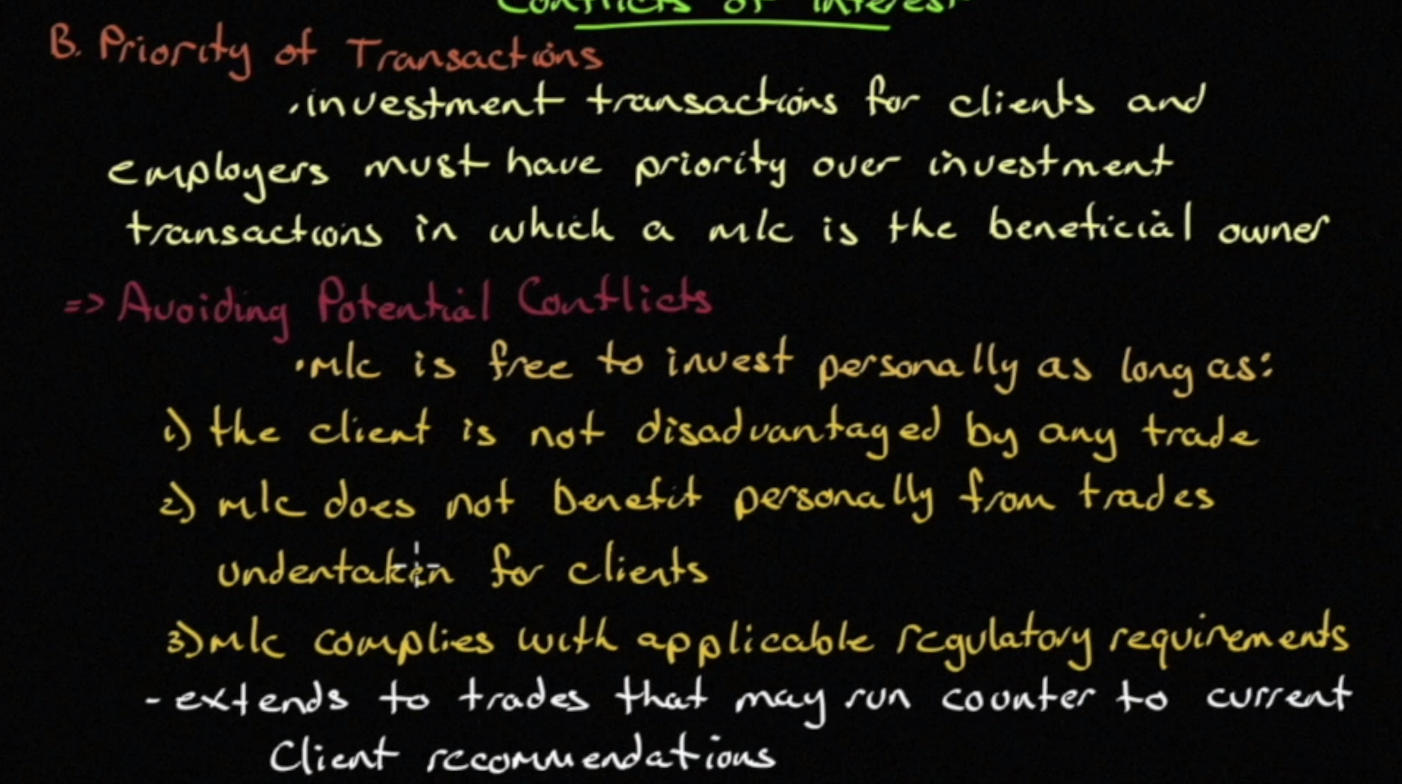 Conflicts of Interest
B. Priority of Transactions
· investment transactions for clients and
employers must have priority over investment
transactions in which a m/c is the beneficial owner
=> Avoiding Potential Conflicts
· m/c is free to invest personally as long as:
1) the client is not disadvantaged by any trade
2) m/c does not benefit personally from trades
undertaken for clients
3) m/c complies with applicable regulatory requirements
- extends to trades that may run counter to current
Client recommendations